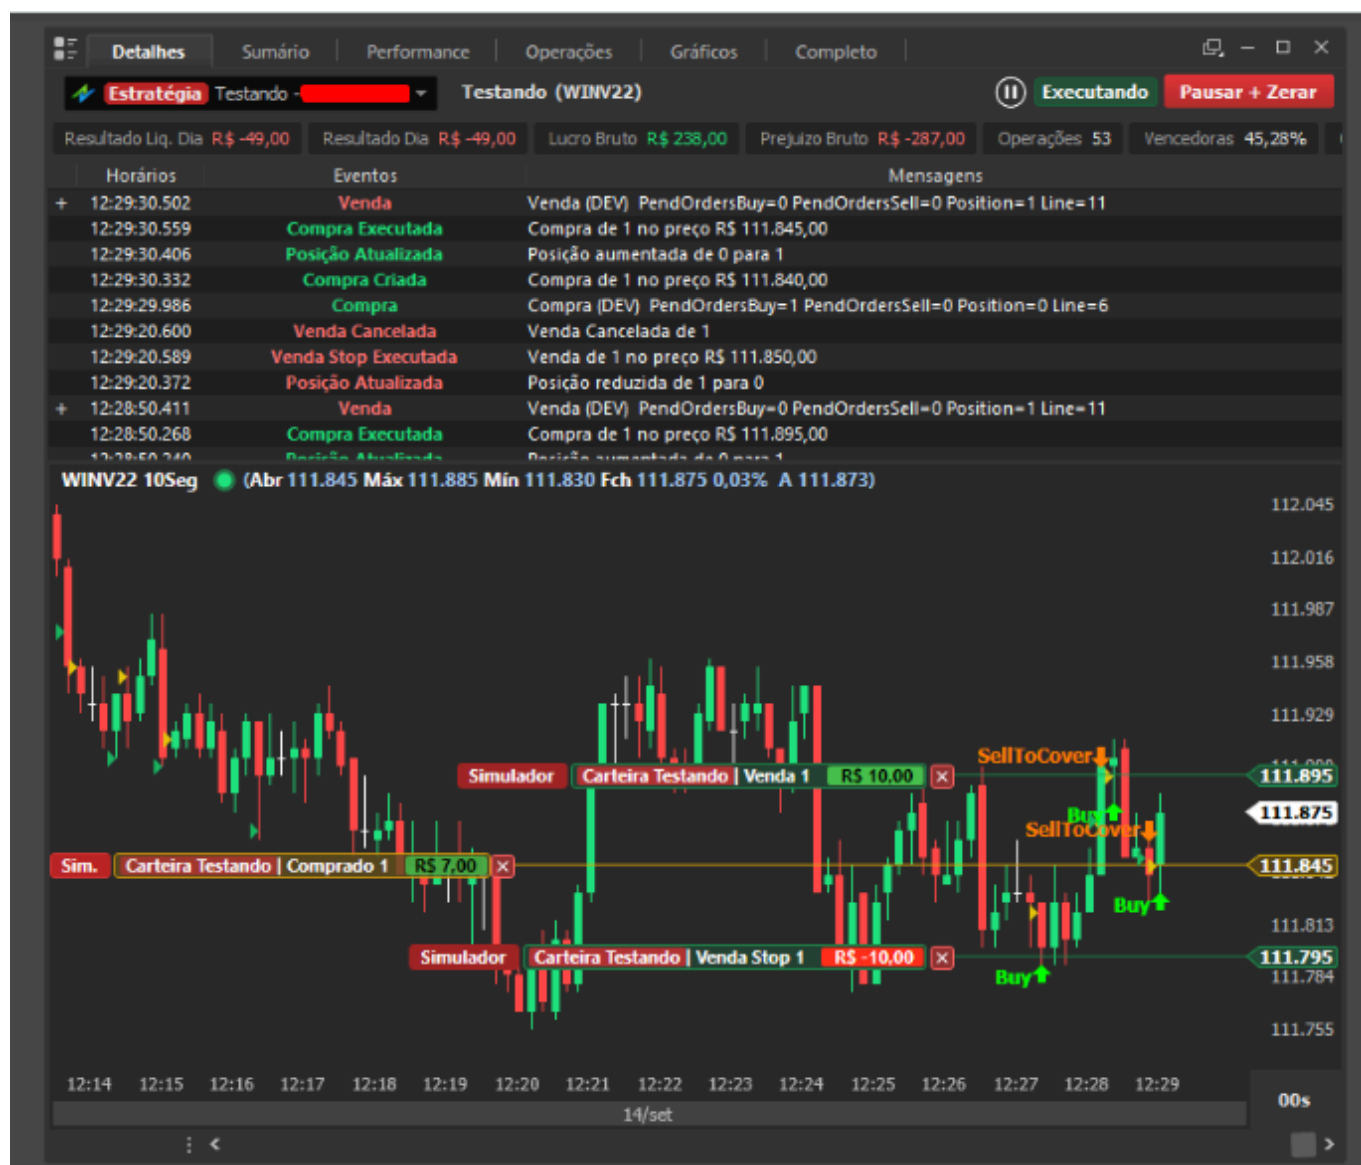 Detalhes Sumário Performance Operações Gráficos Completo
Estratégia Testando - Testando (WINV22) Executando Pausar + Zerar
Resultado Liq. Dia R$ -49,00 Resultado Dia R$ -49,00 Lucro Bruto R$ 238,00 Prejuizo Bruto R$ -287,00 Operações 53 Vencedoras 45,28%
Horários Eventos Mensagens
+ 12:29:30.502 Venda Venda (DEV) PendOrdersBuy=0 PendOrdersSell=0 Position=1 Line=11
12:29:30.559 Compra Executada Compra de 1 no preço R$ 111.845,00
12:29:30.406 Posição Atualizada Posição aumentada de 0 para 1
12:29:30.332 Compra Criada Compra de 1 no preço R$ 111.840,00
12:29:29.986 Compra Compra (DEV) PendOrdersBuy=1 PendOrdersSell=0 Position=0 Line=6
12:29:20.600 Venda Cancelada Venda Cancelada de 1
12:29:20.589 Venda Stop Executada Venda de 1 no preço R$ 111.850,00
12:29:20.372 Posição Atualizada Posição reduzida de 1 para 0
+ 12:28:50.411 Venda Venda (DEV) PendOrdersBuy=0 PendOrdersSell=0 Position=1 Line=11
12:28:50.268 Compra Executada Compra de 1 no preço R$ 111.895,00
12:28:50.240 Posição Atualizada Posição aumentada de 0 para 1
WINV22 10Seg (Abr 111.845 Máx 111.885 Mín 111.830 Fch 111.875 0,03% A 111.873)
112.045
112.016
111.987
111.958
111.929
SellToCover
Simulador Carteira Testando | Venda 1 R$ 10,00 111.895
Buy 111.875
SellToCover
Sim. Carteira Testando | Comprado 1 R$ 7,00 111.845
Buy
111.813
Simulador Carteira Testando | Venda Stop 1 R$ -10,00 111.795
Buy 111.784
111.755
12:14 12:15 12:16 12:17 12:18 12:19 12:20 12:21 12:22 12:23 12:24 12:25 12:26 12:27 12:28 12:29
00s
14/set